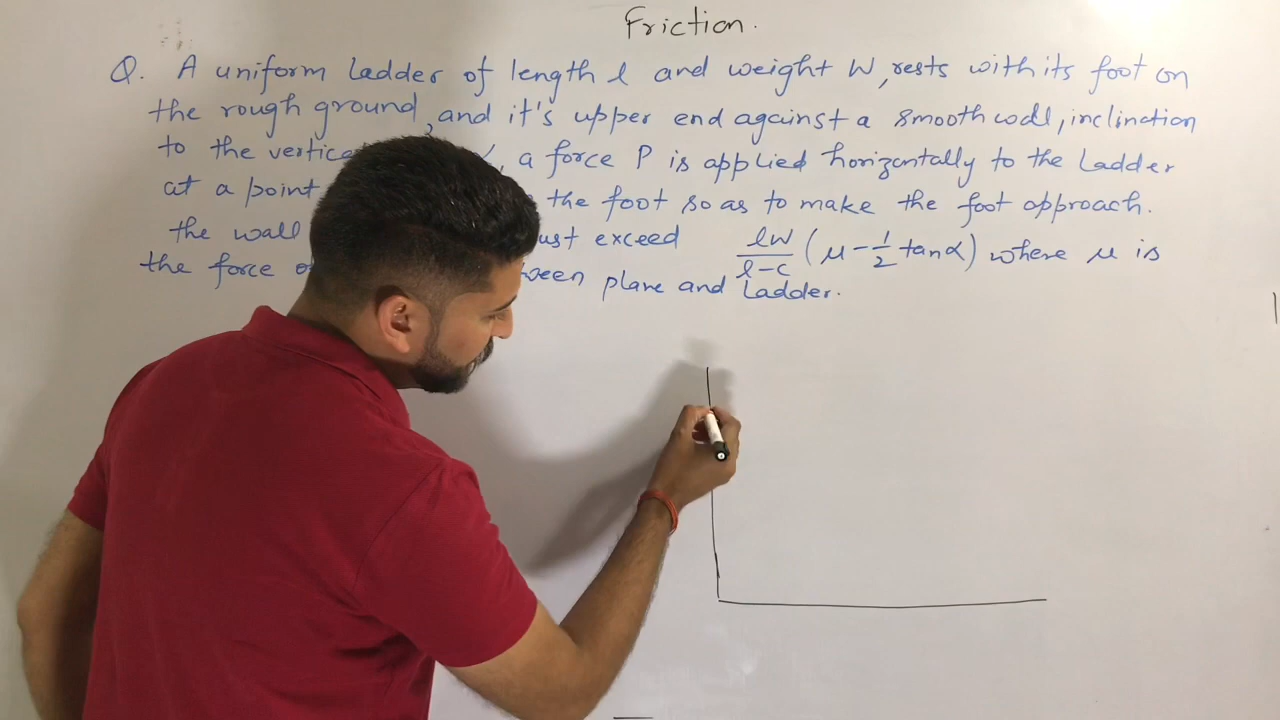 Friction.
Q. A uniform ladder of length l and weight W, rests with its foot on
the rough ground, and it's upper end against a smooth wall, inclination
to the vertica , a force P is applied horizontally to the Ladder
at a point the foot so as to make the foot approach.
the wall ust exceed lW/l-c (μ-1/2 tanα) where μ is
the force o ween plane and Ladder.